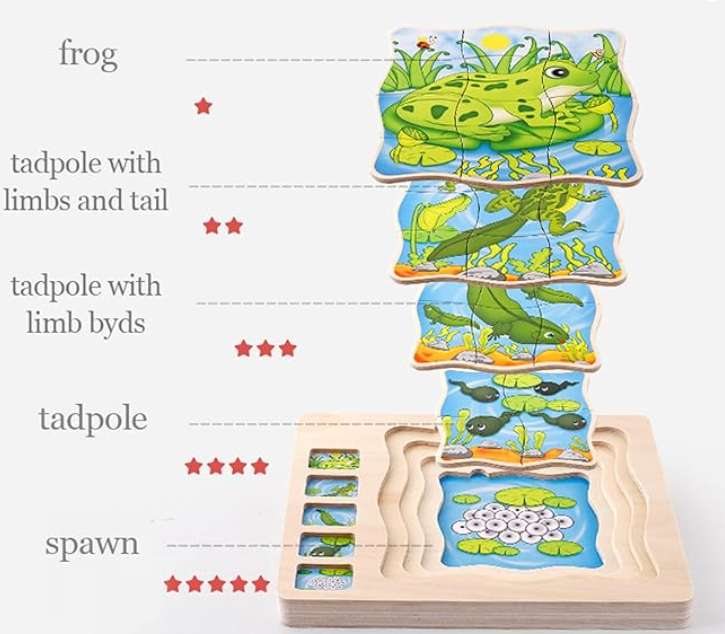 frog
tadpole with
limbs and tail
tadpole with
limb byds
tadpole
spawn